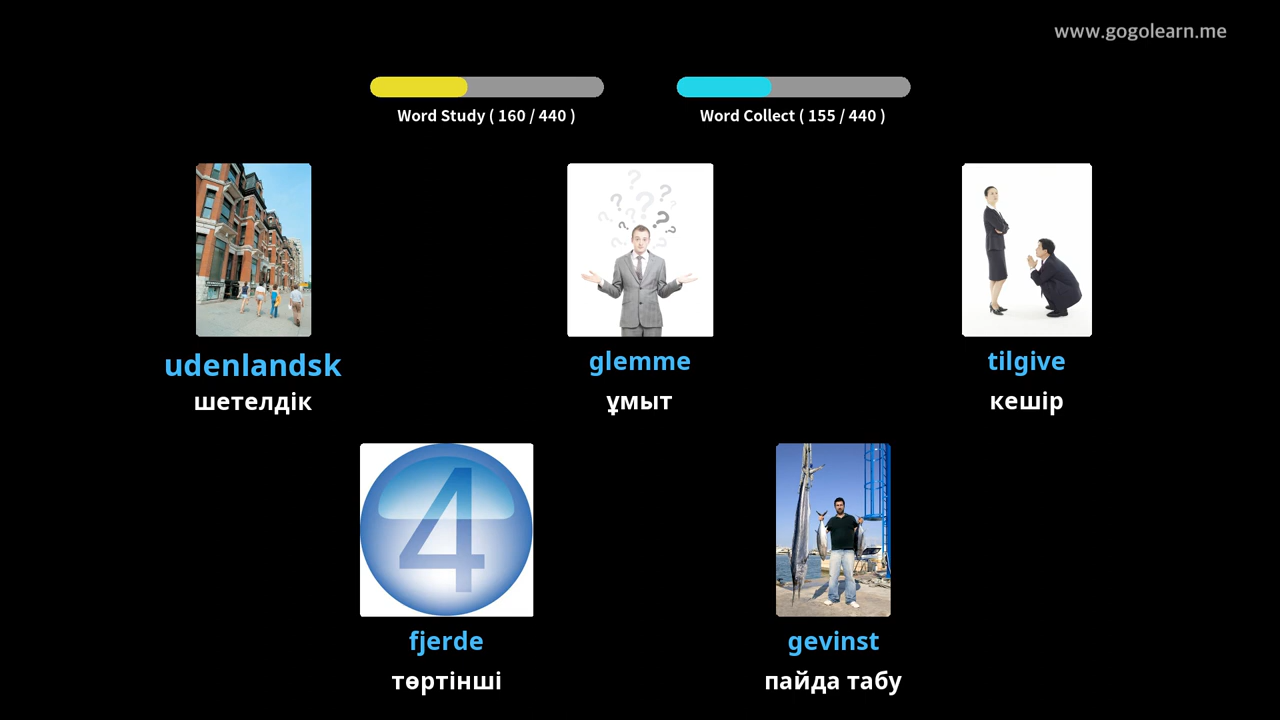 www.gogolearn.me
Word Study ( 160 / 440 )
Word Collect ( 155 / 440 )
udenlandsk
шетелдік
glemme
ұмыт
tilgive
кешір
4
fjerde
төртінші
gevinst
пайда табу